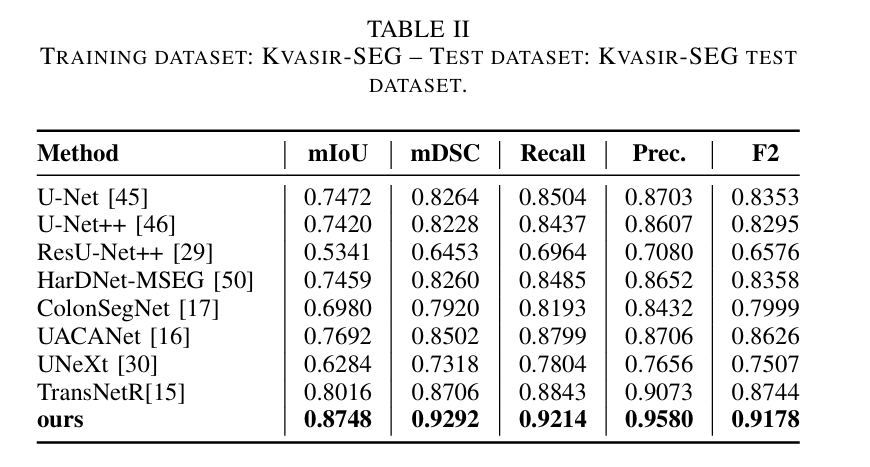 TABLE II
TRAINING DATASET: KVASIR-SEG – TEST DATASET: KVASIR-SEG TEST
DATASET.
Method mIoU mDSC Recall Prec. F2
U-Net [45] 0.7472 0.8264 0.8504 0.8703 0.8353
U-Net++ [46] 0.7420 0.8228 0.8437 0.8607 0.8295
ResU-Net++ [29] 0.5341 0.6453 0.6964 0.7080 0.6576
HarDNet-MSEG [50] 0.7459 0.8260 0.8485 0.8652 0.8358
ColonSegNet [17] 0.6980 0.7920 0.8193 0.8432 0.7999
UACANet [16] 0.7692 0.8502 0.8799 0.8706 0.8626
UNeXt [30] 0.6284 0.7318 0.7804 0.7656 0.7507
TransNetR[15] 0.8016 0.8706 0.8843 0.9073 0.8744
ours 0.8748 0.9292 0.9214 0.9580 0.9178